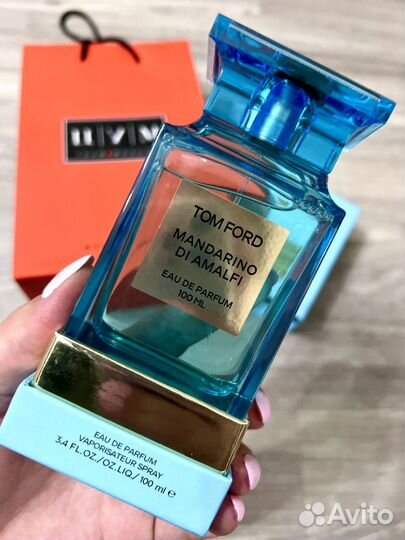 TOM FORD
MANDARINO
DI AMALFI
EAU DE PARFUM
100 ML
EAU DE PARFUM
VAPORISATEUR SPRAY
3.4 FL.OZ./OZ.LIQ./ 100 ml ℮
Avito